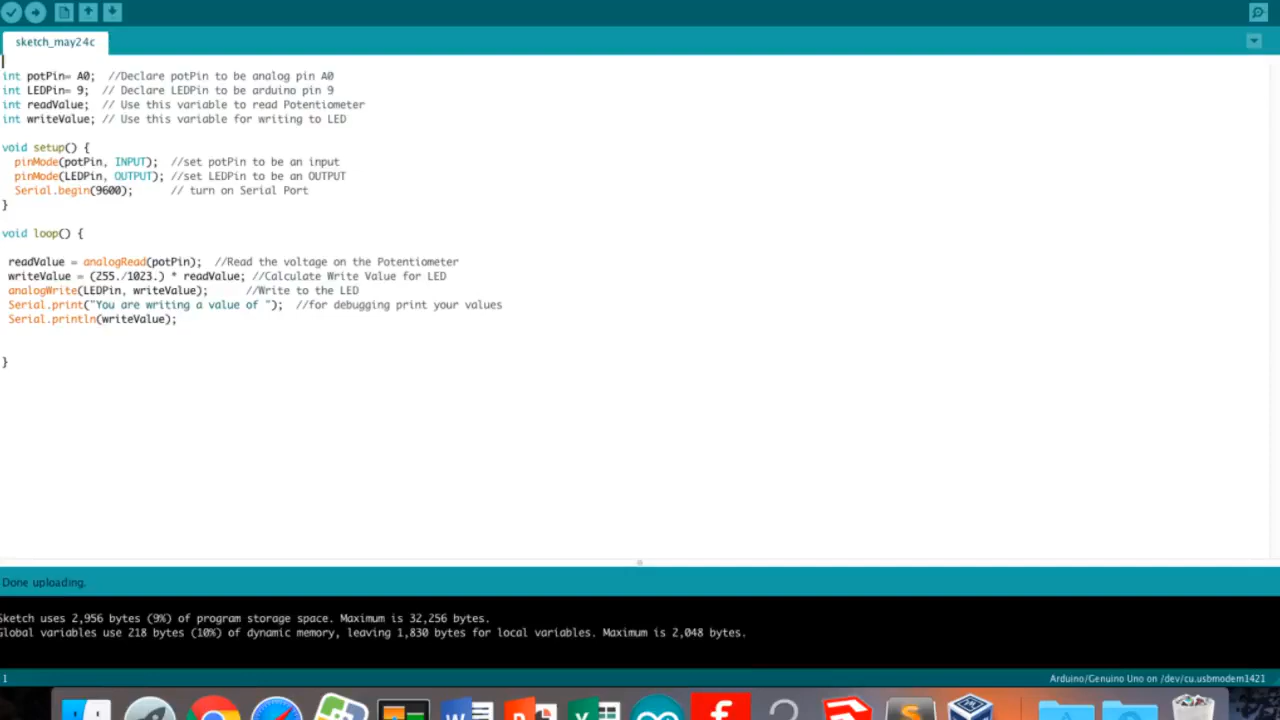 sketch_may24c
int potPin= A0;  //Declare potPin to be analog pin A0
int LEDPin= 9;  // Declare LEDPin to be arduino pin 9
int readValue;  // Use this variable to read Potentiometer
int writeValue; // Use this variable for writing to LED
void setup() {
  pinMode(potPin, INPUT);  //set potPin to be an input
  pinMode(LEDPin, OUTPUT); //set LEDPin to be an OUTPUT
  Serial.begin(9600);      // turn on Serial Port
}
void loop() {
 readValue = analogRead(potPin);  //Read the voltage on the Potentiometer
 writeValue = (255./1023.) * readValue; //Calculate Write Value for LED
 analogWrite(LEDPin, writeValue);      //Write to the LED
 Serial.print("You are writing a value of ");  //for debugging print your values
 Serial.println(writeValue);
}
Done uploading.
Sketch uses 2,956 bytes (9%) of program storage space. Maximum is 32,256 bytes.
Global variables use 218 bytes (10%) of dynamic memory, leaving 1,830 bytes for local variables. Maximum is 2,048 bytes.
1
Arduino/Genuino Uno on /dev/cu.usbmodem1421